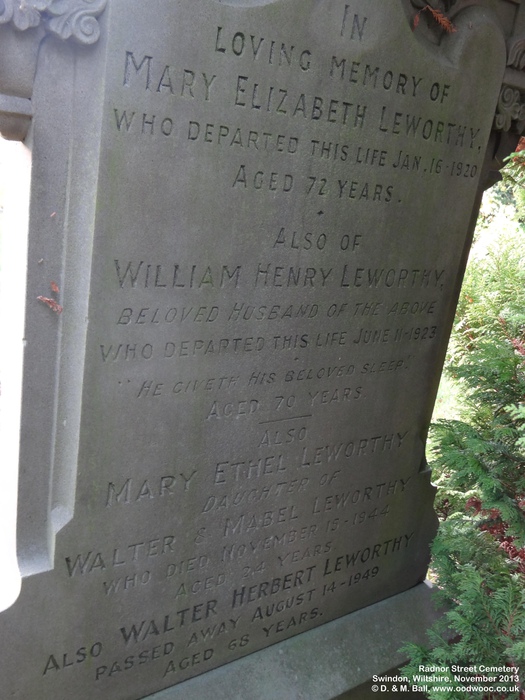 IN
LOVING MEMORY OF
MARY ELIZABETH LEWORTHY,
WHO DEPARTED THIS LIFE JAN. 16-1920
AGED 72 YEARS.
ALSO OF
WILLIAM HENRY LEWORTHY,
BELOVED HUSBAND OF THE ABOVE
WHO DEPARTED THIS LIFE JUNE 11-1923
"HE GIVETH HIS BELOVED SLEEP."
AGED 70 YEARS.
ALSO
MARY ETHEL LEWORTHY
DAUGHTER OF
WALTER & MABEL LEWORTHY
WHO DIED NOVEMBER 18-1944
AGED 34 YEARS.
ALSO WALTER HERBERT LEWORTHY
PASSED AWAY AUGUST 14-1949
AGED 68 YEARS.
Radnor Street Cemetery
Swindon, Wiltshire, November 2013
© D. & M. Ball, www.oodwooc.co.uk